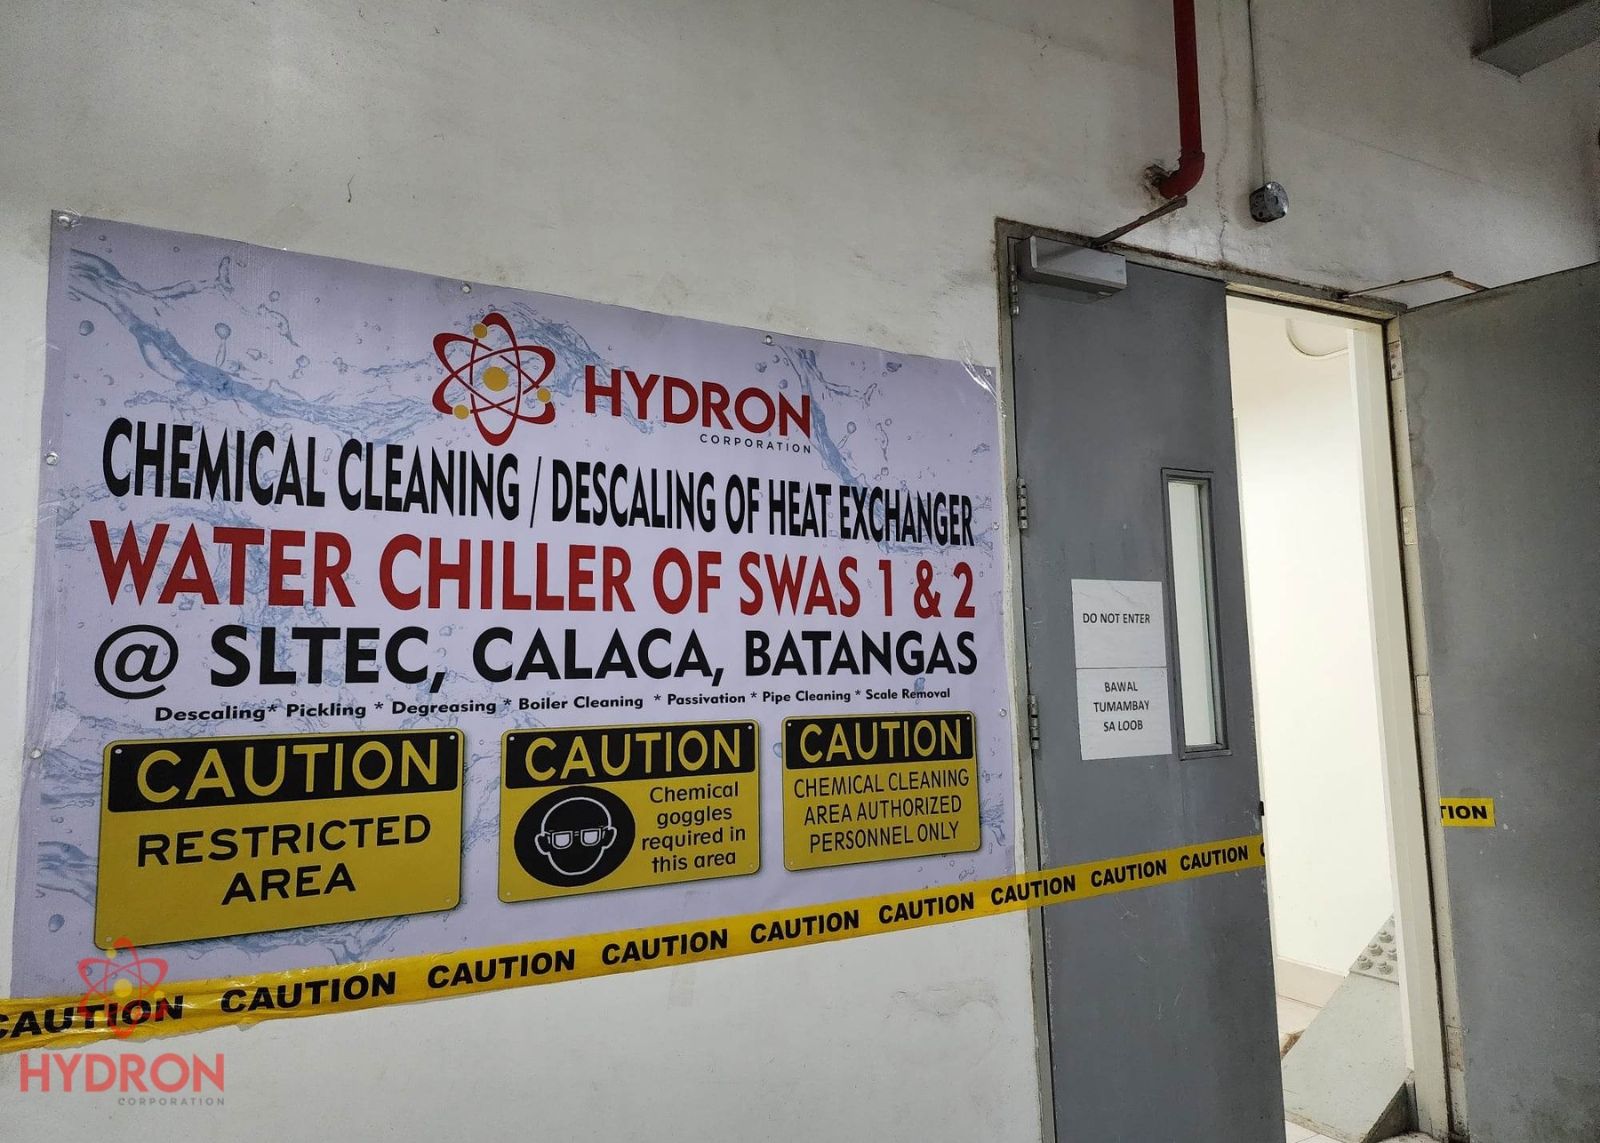 HYDRON
CORPORATION
CHEMICAL CLEANING / DESCALING OF HEAT EXCHANGER
WATER CHILLER OF SWAS 1 & 2
@ SLTEC, CALACA, BATANGAS
Descaling* Pickling * Degreasing * Boiler Cleaning * Passivation * Pipe Cleaning * Scale Removal
CAUTION
RESTRICTED
AREA
CAUTION
Chemical
goggles
required in
this area
CAUTION
CHEMICAL CLEANING
AREA AUTHORIZED
PERSONNEL ONLY
DO NOT ENTER
BAWAL
TUMAMBAY
SA LOOB
CAUTION CAUTION CAUTION CAUTION CAUTION CAUTION CAUTION CAUTION CAUTION C
TION
HYDRON
CORPORATION